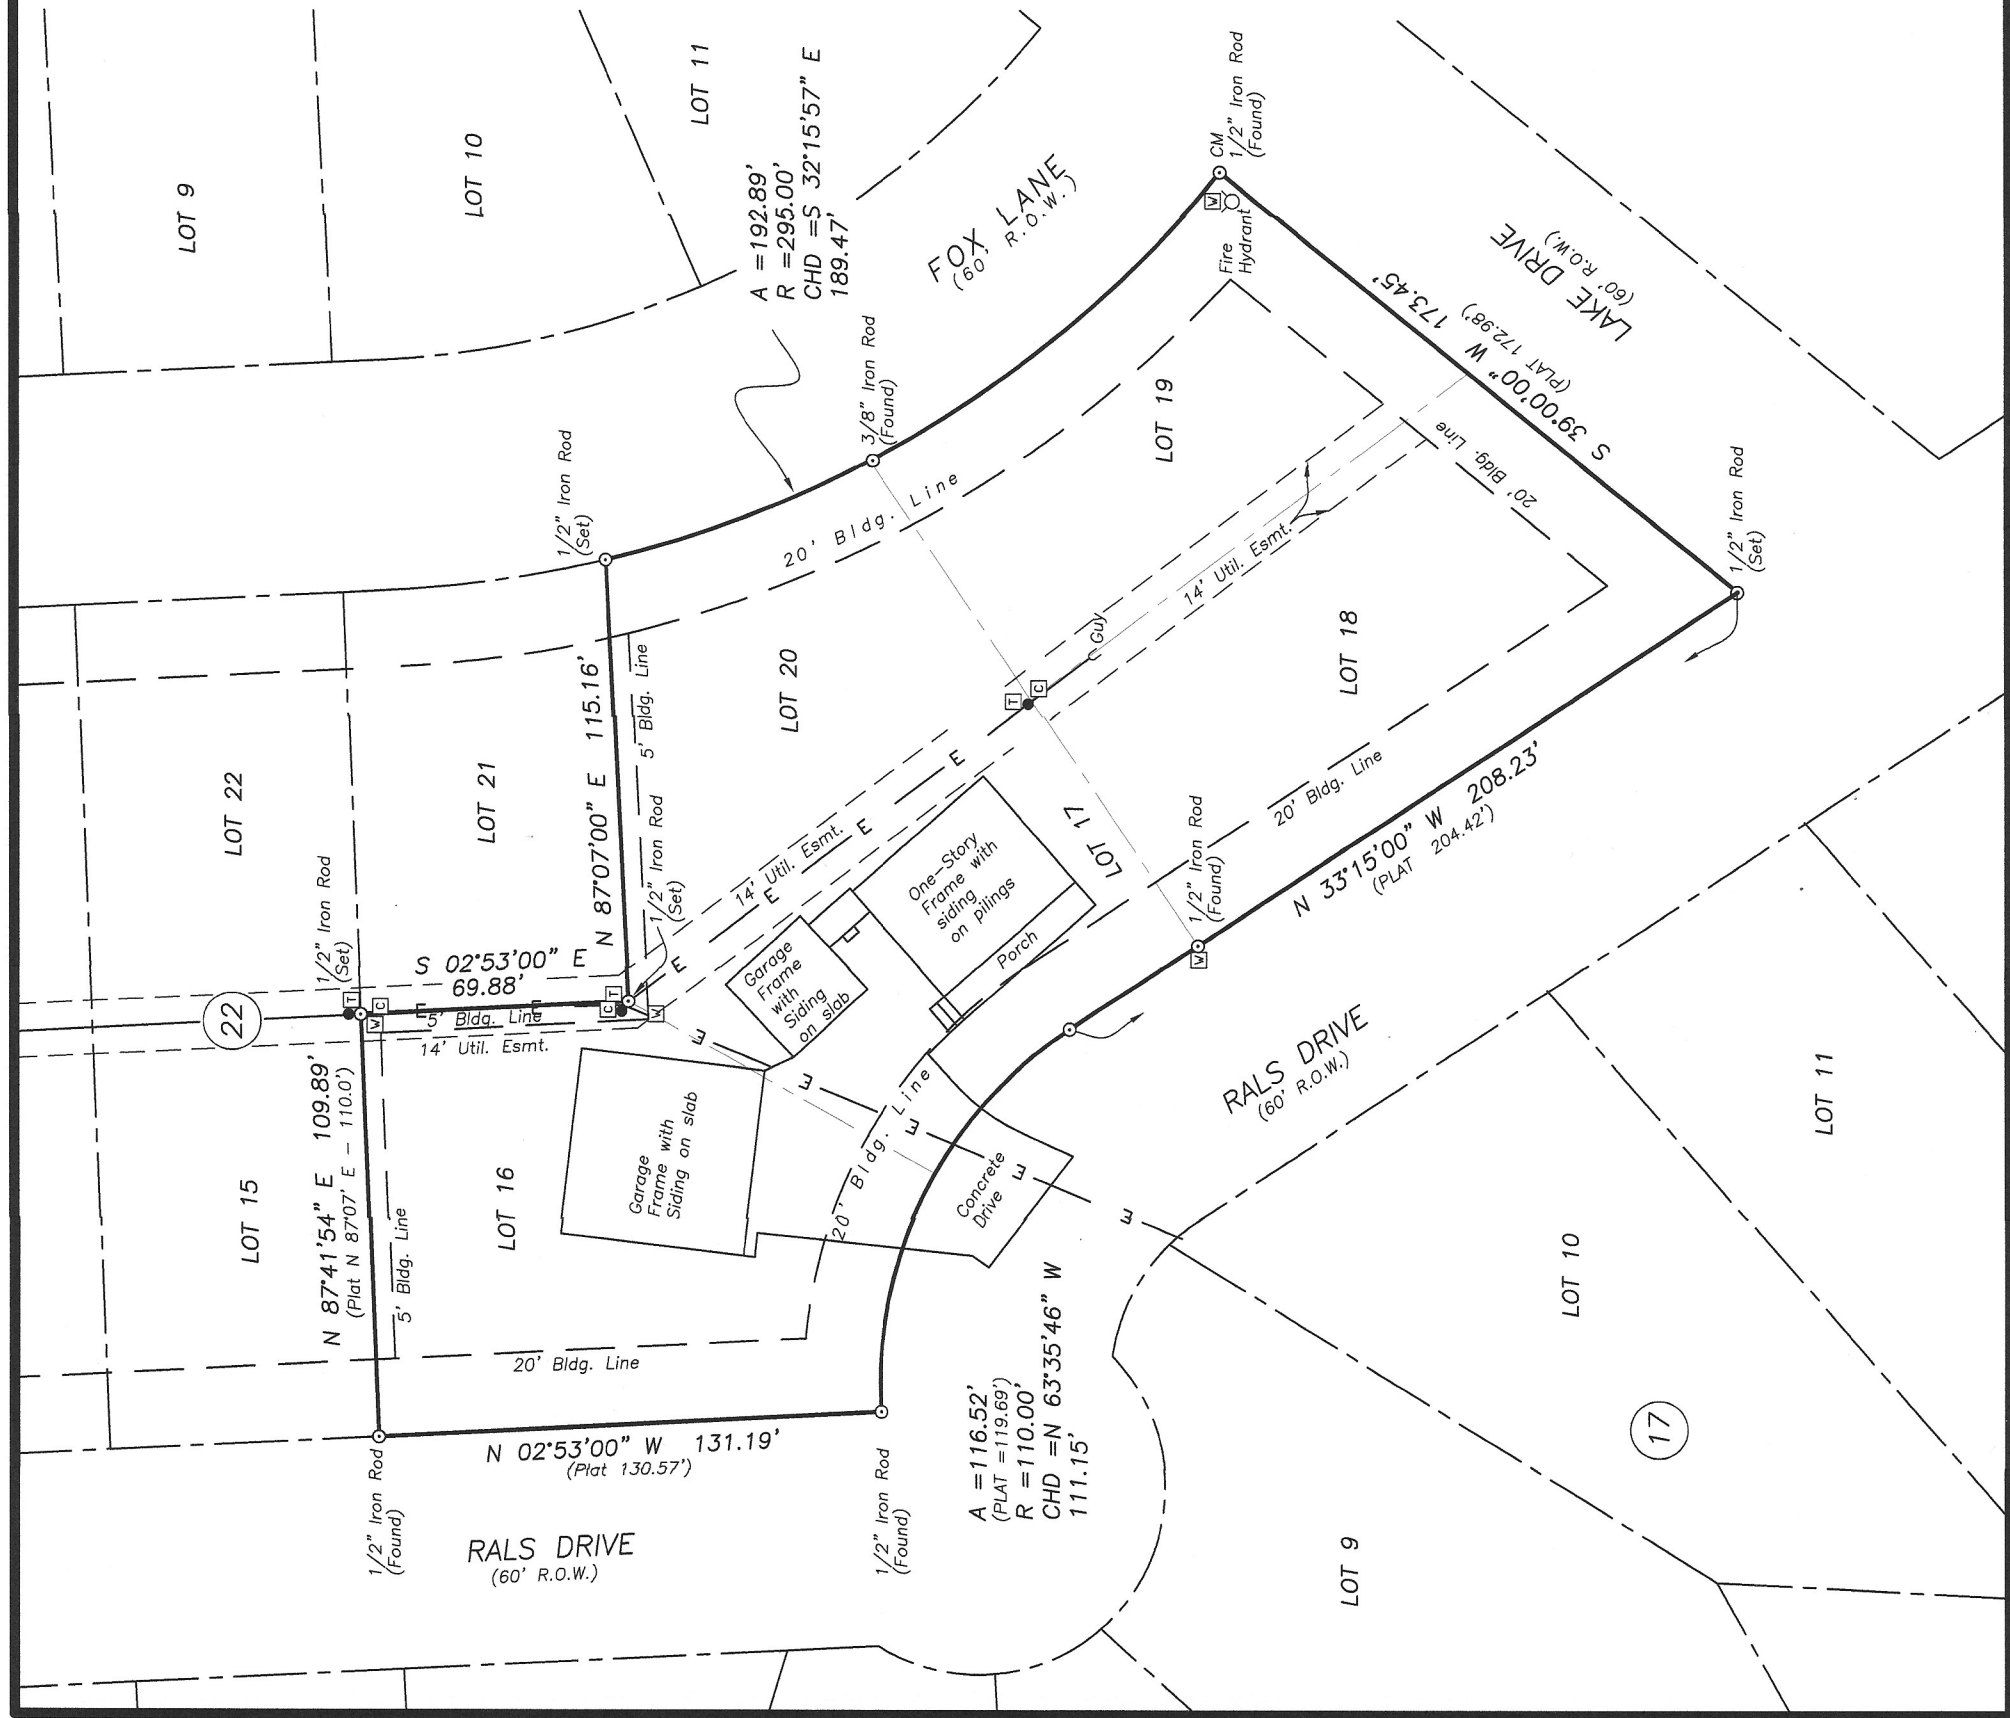 LOT 9
LOT 10
LOT 11
A =192.89'
R =295.00'
CHD =S 32°15'57" E
189.47'
FOX LANE
(60' R.O.W.)
CM
1/2" Iron Rod
(Found)
W
Fire
Hydrant
LAKE DRIVE
(60' R.O.W.)
S 39°00'00" W 173.45'
(PLAT 172.98')
1/2" Iron Rod
(Set)
3/8" Iron Rod
(Found)
20' Bldg. Line
LOT 19
20' Bldg. Line
14' Util. Esmt.
LOT 18
1/2" Iron Rod
(Set)
LOT 22
LOT 21
N 87°07'00" E 115.16'
5' Bldg. Line
LOT 20
T
C
Guy
1/2" Iron Rod
(Set)
1/2" Iron Rod
(Set)
14' Util. Esmt.
E
E
E
E
One-Story
Frame with
siding
on pilings
Porch
LOT 17
20' Bldg. Line
1/2" Iron Rod
(Found)
W
N 33°15'00" W 208.23'
(PLAT 204.42')
22
S 02°53'00" E
69.88'
T
C
W
E
E
C
T
W
5' Bldg. Line
14' Util. Esmt.
Garage
Frame
with
Siding
on slab
N 87°41'54" E 109.89'
(Plat N 87°07' E - 110.0')
LOT 15
5' Bldg. Line
LOT 16
Garage
Frame with
Siding on slab
E
E
E
E
E
20' Bldg. Line
Concrete
Drive
RALS DRIVE
(60' R.O.W.)
LOT 11
LOT 10
20' Bldg. Line
N 02°53'00" W 131.19'
(Plat 130.57')
1/2" Iron Rod
(Found)
1/2" Iron Rod
(Found)
A =116.52'
(PLAT =119.69')
R =110.00'
CHD =N 63°35'46" W
111.15'
RALS DRIVE
(60' R.O.W.)
LOT 9
17